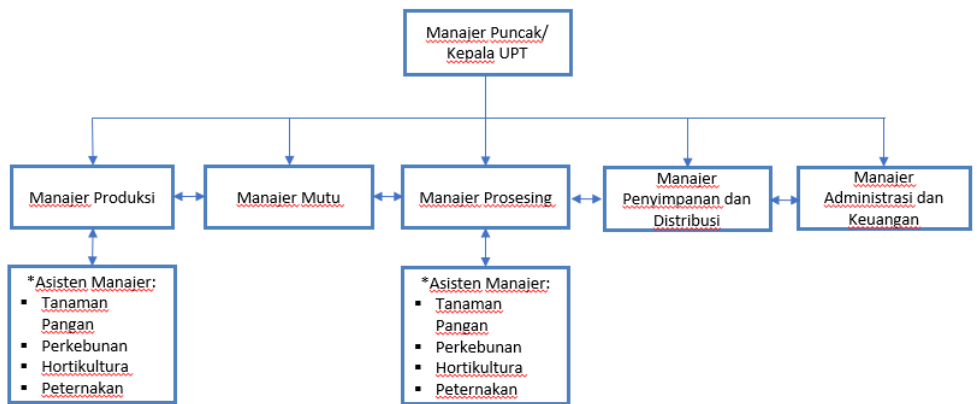 Manajer Puncak/
Kepala UPT
Manajer Produksi
Manajer Mutu
Manajer Prosesing
Manajer
Penyimpanan dan
Distribusi
Manajer
Administrasi dan
Keuangan
*Asisten Manajer:
▪ Tanaman
Pangan
▪ Perkebunan
▪ Hortikultura
▪ Peternakan
*Asisten Manajer:
▪ Tanaman
Pangan
▪ Perkebunan
▪ Hortikultura
▪ Peternakan